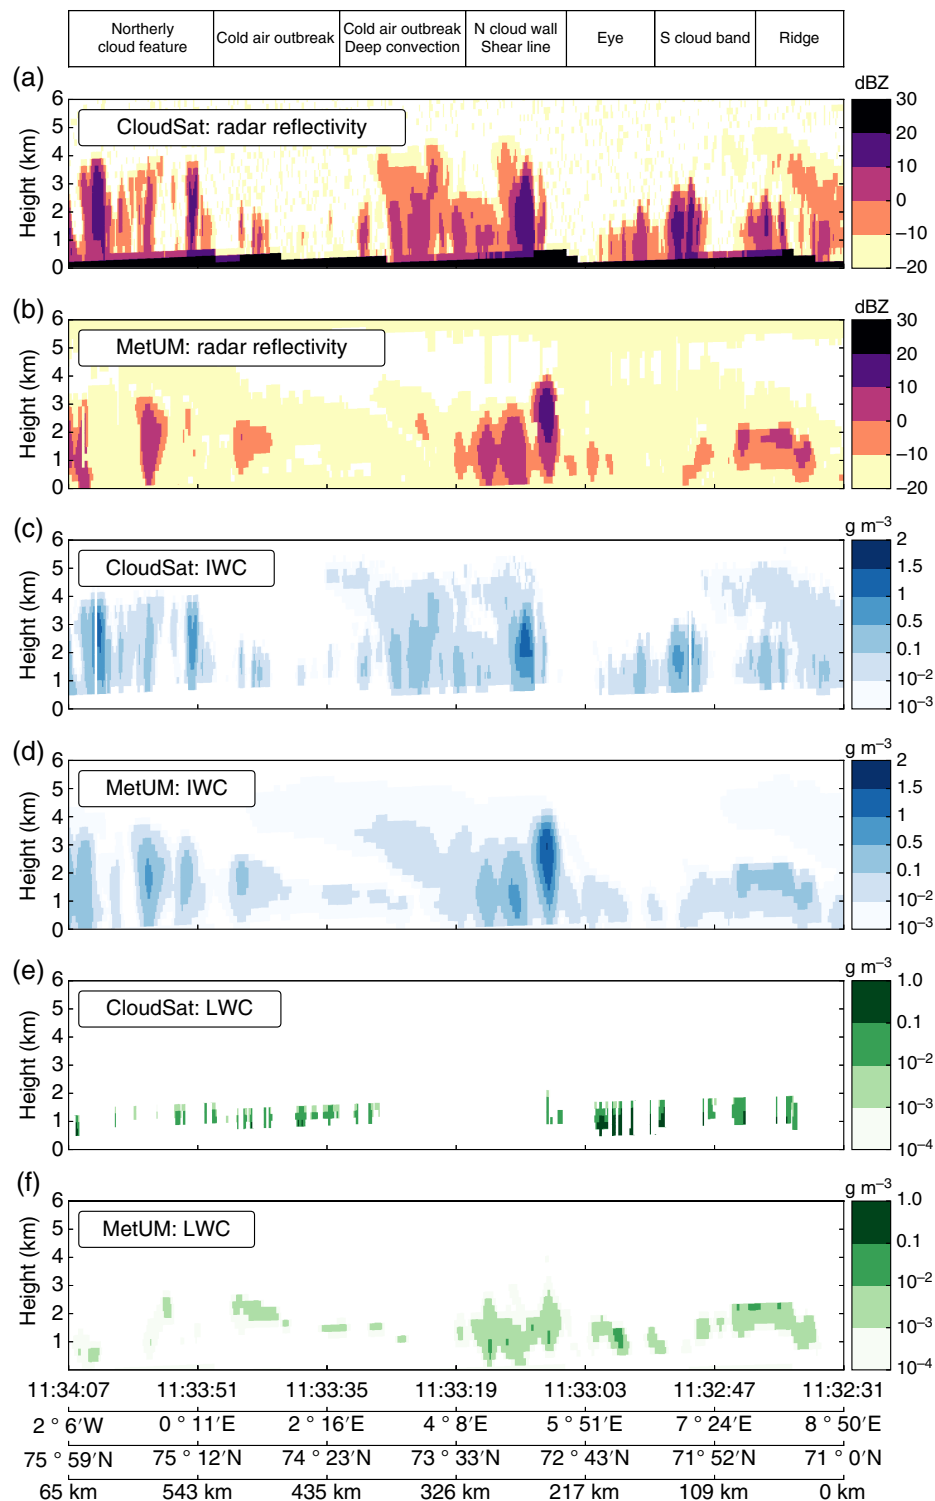 Northerly cloud feature
Cold air outbreak
Cold air outbreak Deep convection
N cloud wall Shear line
Eye
S cloud band
Ridge
(a)
dBZ
CloudSat: radar reflectivity
Height (km)
6
5
4
3
2
1
0
30
20
10
0
−10
−20
(b)
dBZ
MetUM: radar reflectivity
Height (km)
6
5
4
3
2
1
0
30
20
10
0
−10
−20
(c)
g m⁻³
CloudSat: IWC
Height (km)
6
5
4
3
2
1
0
2
1.5
1
0.5
0.1
10⁻²
10⁻³
(d)
g m⁻³
MetUM: IWC
Height (km)
6
5
4
3
2
1
0
2
1.5
1
0.5
0.1
10⁻²
10⁻³
(e)
g m⁻³
CloudSat: LWC
Height (km)
6
5
4
3
2
1
0
1.0
0.1
10⁻²
10⁻³
10⁻⁴
(f)
g m⁻³
MetUM: LWC
Height (km)
6
5
4
3
2
1
1.0
0.1
10⁻²
10⁻³
10⁻⁴
11:34:07 11:33:51 11:33:35 11:33:19 11:33:03 11:32:47 11:32:31
2 ° 6′W 0 ° 11′E 2 ° 16′E 4 ° 8′E 5 ° 51′E 7 ° 24′E 8 ° 50′E
75 ° 59′N 75 ° 12′N 74 ° 23′N 73 ° 33′N 72 ° 43′N 71° 52′N 71 ° 0′N
65 km 543 km 435 km 326 km 217 km 109 km 0 km